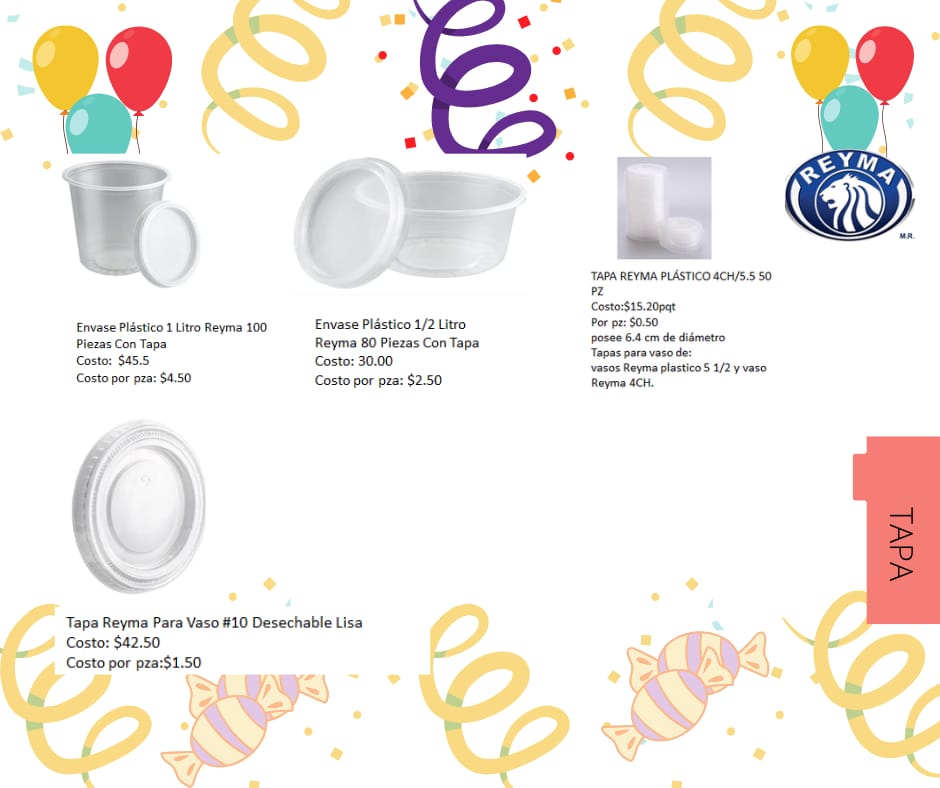 REYMA
M.R.
Envase Plástico 1 Litro Reyma 100
Piezas Con Tapa
Costo: $45.5
Costo por pza: $4.50
Envase Plástico 1/2 Litro
Reyma 80 Piezas Con Tapa
Costo: 30.00
Costo por pza: $2.50
TAPA REYMA PLÁSTICO 4CH/5.5 50
PZ
Costo:$15.20pqt
Por pz: $0.50
posee 6.4 cm de diámetro
Tapas para vaso de:
vasos Reyma plastico 5 1/2 y vaso
Reyma 4CH.
TAPA
Tapa Reyma Para Vaso #10 Desechable Lisa
Costo: $42.50
Costo por pza:$1.50